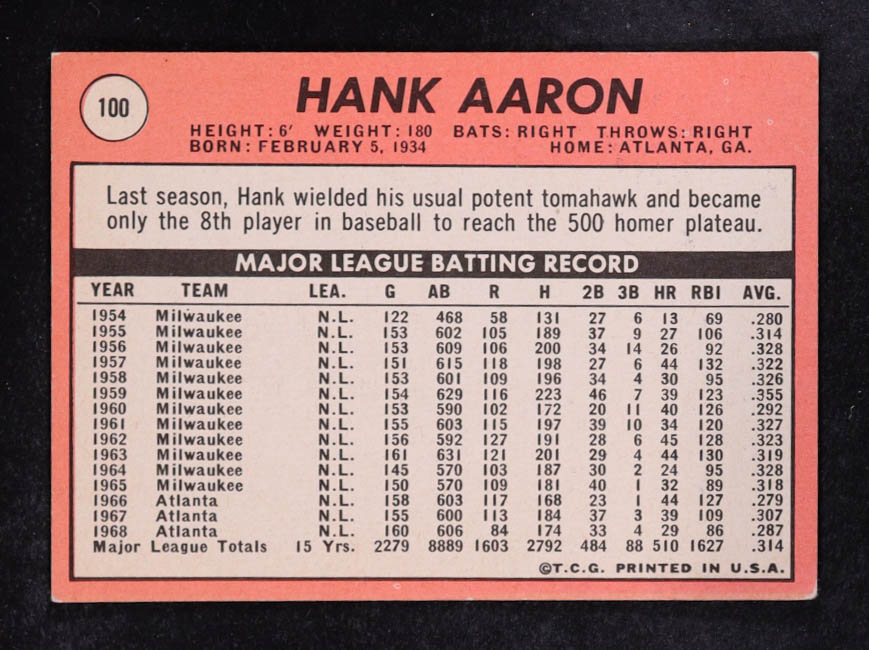 100
HANK AARON
HEIGHT: 6' WEIGHT: 180 BATS: RIGHT THROWS: RIGHT
BORN: FEBRUARY 5, 1934 HOME: ATLANTA, GA.
Last season, Hank wielded his usual potent tomahawk and became
only the 8th player in baseball to reach the 500 homer plateau.
MAJOR LEAGUE BATTING RECORD
YEAR TEAM LEA. G AB R H 2B 3B HR RBI AVG.
1954 Milwaukee N.L. 122 468 58 131 27 6 13 69 .280
1955 Milwaukee N.L. 153 602 105 189 37 9 27 106 .314
1956 Milwaukee N.L. 153 609 106 200 34 14 26 92 .328
1957 Milwaukee N.L. 151 615 118 198 27 6 44 132 .322
1958 Milwaukee N.L. 153 601 109 196 34 4 30 95 .326
1959 Milwaukee N.L. 154 629 116 223 46 7 39 123 .355
1960 Milwaukee N.L. 153 590 102 172 20 11 40 126 .292
1961 Milwaukee N.L. 155 603 115 197 39 10 34 120 .327
1962 Milwaukee N.L. 156 592 127 191 28 6 45 128 .323
1963 Milwaukee N.L. 161 631 121 201 29 4 44 130 .319
1964 Milwaukee N.L. 145 570 103 187 30 2 24 95 .328
1965 Milwaukee N.L. 150 570 109 181 40 1 32 89 .318
1966 Atlanta N.L. 158 603 117 168 23 1 44 127 .279
1967 Atlanta N.L. 155 600 113 184 37 3 39 109 .307
1968 Atlanta N.L. 160 606 84 174 33 4 29 86 .287
Major League Totals 15 Yrs. 2279 8889 1603 2792 484 88 510 1627 .314
©T.C.G. PRINTED IN U.S.A.